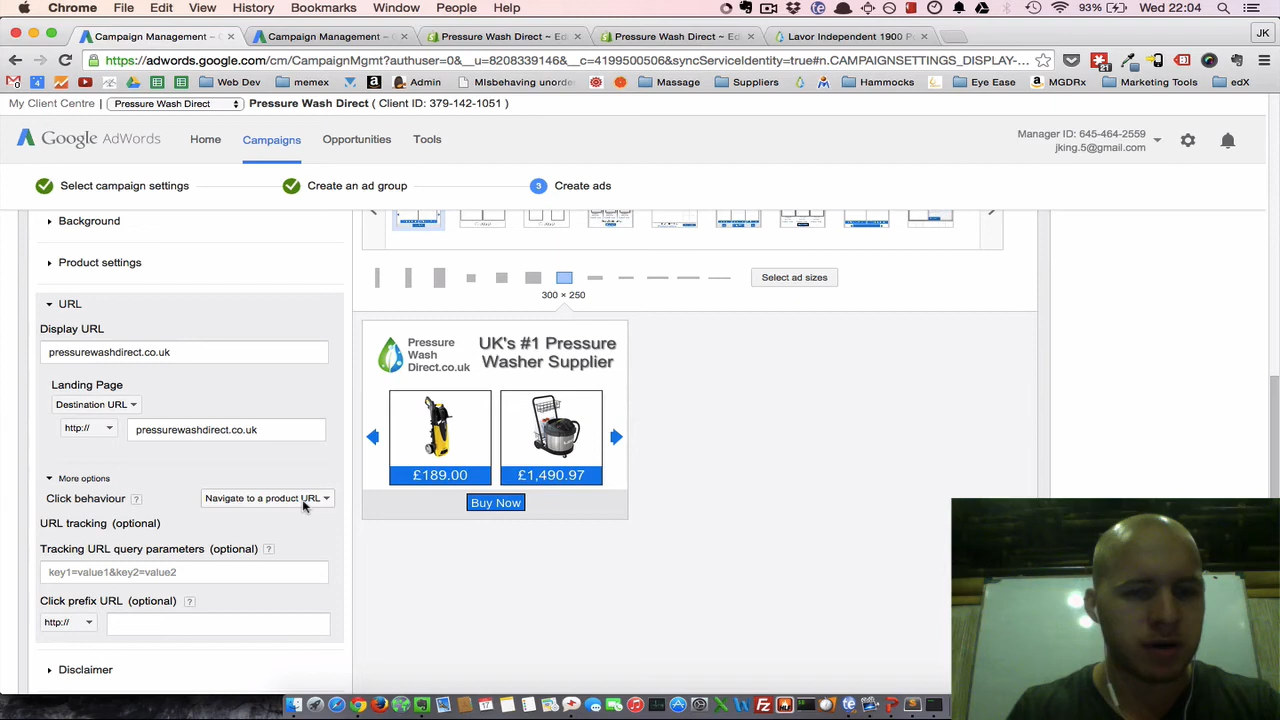 Chrome File Edit View History Bookmarks Window People Help 93% Wed 22:04
Campaign Management – Campaign Management – Pressure Wash Direct ~ Ed Pressure Wash Direct ~ Ed Lavor Independent 1900 P JK
https://adwords.google.com/cm/CampaignMgmt?authuser=0&__u=8208339146&__c=4199500506&syncServiceIdentity=true#n.CAMPAIGNSETTINGS_DISPLAY-... 21
Web Dev memex Admin Mistaking unorde Massage Suppliers Hammocks Eye Ease MGDRx Marketing Tools edX
My Client Centre Pressure Wash Direct Pressure Wash Direct ( Client ID: 379-142-1051 )
Google AdWords Home Campaigns Opportunities Tools
Manager ID: 645-464-2559
jking.5@gmail.com
Select campaign settings Create an ad group 3 Create ads
Background
Product settings
Select ad sizes
300 × 250
URL
Display URL
pressurewashdirect.co.uk
Landing Page
Destination URL
http:// pressurewashdirect.co.uk
More options
Click behaviour ? Navigate to a product URL
URL tracking (optional)
Tracking URL query parameters (optional) ?
key1=value1&key2=value2
Click prefix URL (optional) ?
http://
Disclaimer
Pressure
Wash
Direct.co.uk
UK's #1 Pressure
Washer Supplier
£189.00 £1,490.97
Buy Now